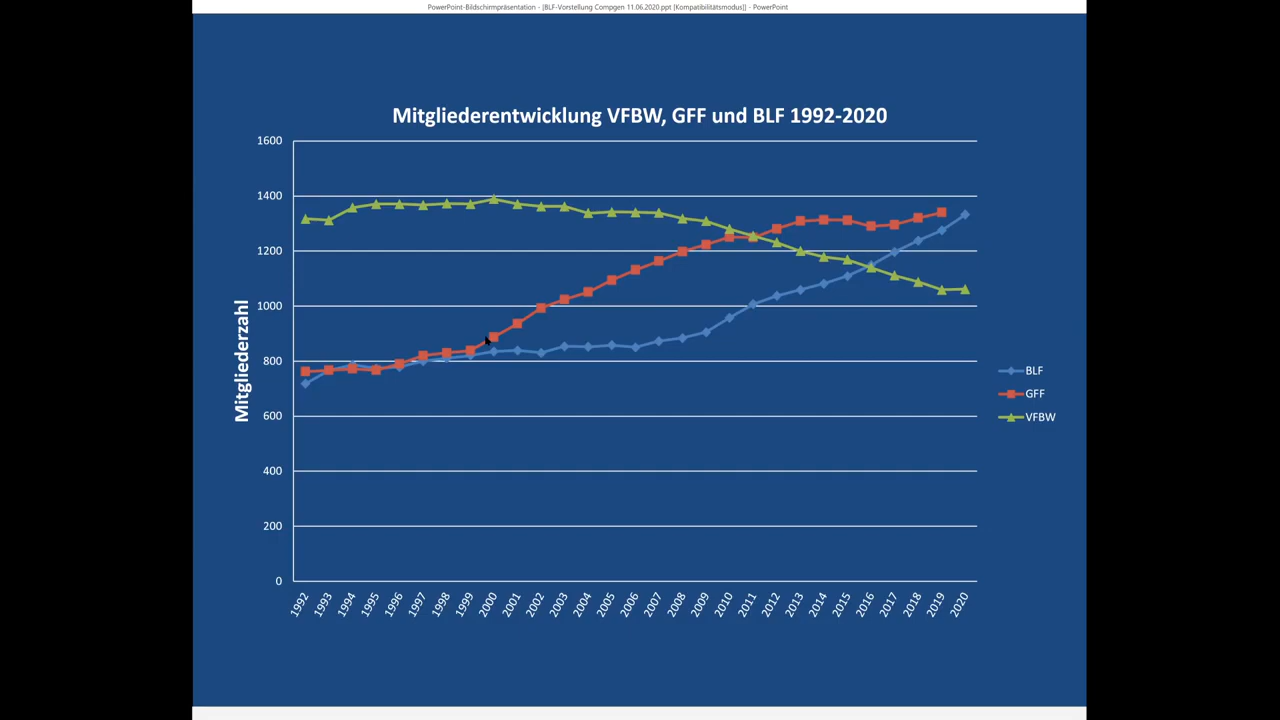 PowerPoint-Bildschirmpräsentation - [BLF-Vorstellung Compgen 11.06.2020.ppt [Kompatibilitätsmodus]] - PowerPoint
Mitgliederentwicklung VFBW, GFF und BLF 1992-2020
1600
1400
1200
1000
800
600
400
200
0
Mitgliederzahl
1992 1993 1994 1995 1996 1997 1998 1999 2000 2001 2002 2003 2004 2005 2006 2007 2008 2009 2010 2011 2012 2013 2014 2015 2016 2017 2018 2019 2020
BLF
GFF
VFBW